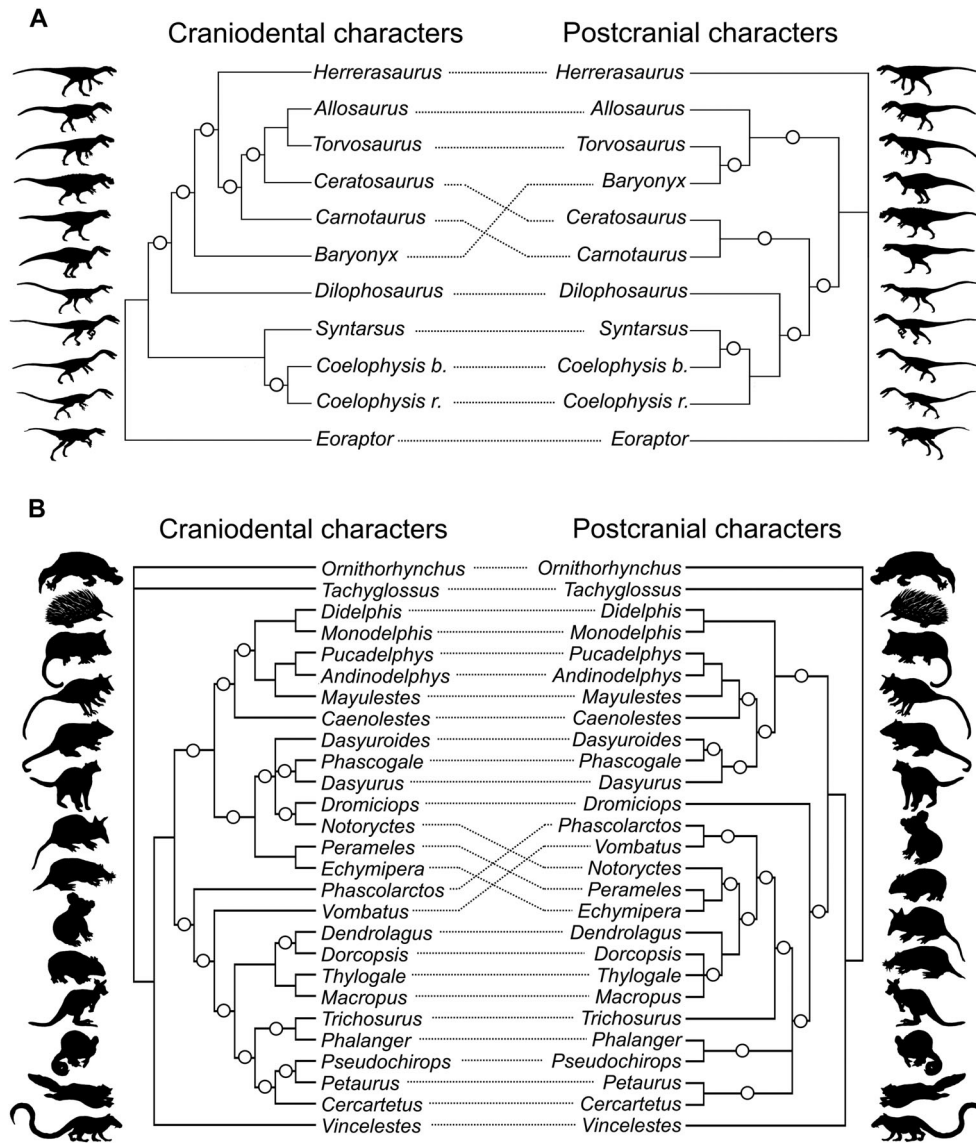 A
Craniodental characters Postcranial characters
Herrerasaurus Herrerasaurus
Allosaurus Allosaurus
Torvosaurus Torvosaurus
Ceratosaurus Baryonyx
Carnotaurus Ceratosaurus
Baryonyx Carnotaurus
Dilophosaurus Dilophosaurus
Syntarsus Syntarsus
Coelophysis b. Coelophysis b.
Coelophysis r. Coelophysis r.
Eoraptor Eoraptor
B
Craniodental characters Postcranial characters
Ornithorhynchus Ornithorhynchus
Tachyglossus Tachyglossus
Didelphis Didelphis
Monodelphis Monodelphis
Pucadelphys Pucadelphys
Andinodelphys Andinodelphys
Mayulestes Mayulestes
Caenolestes Caenolestes
Dasyuroides Dasyuroides
Phascogale Phascogale
Dasyurus Dasyurus
Dromiciops Dromiciops
Notoryctes Phascolarctos
Perameles Vombatus
Echymipera Notoryctes
Phascolarctos Perameles
Vombatus Echymipera
Dendrolagus Dendrolagus
Dorcopsis Dorcopsis
Thylogale Thylogale
Macropus Macropus
Trichosurus Trichosurus
Phalanger Phalanger
Pseudochirops Pseudochirops
Petaurus Petaurus
Cercartetus Cercartetus
Vincelestes Vincelestes